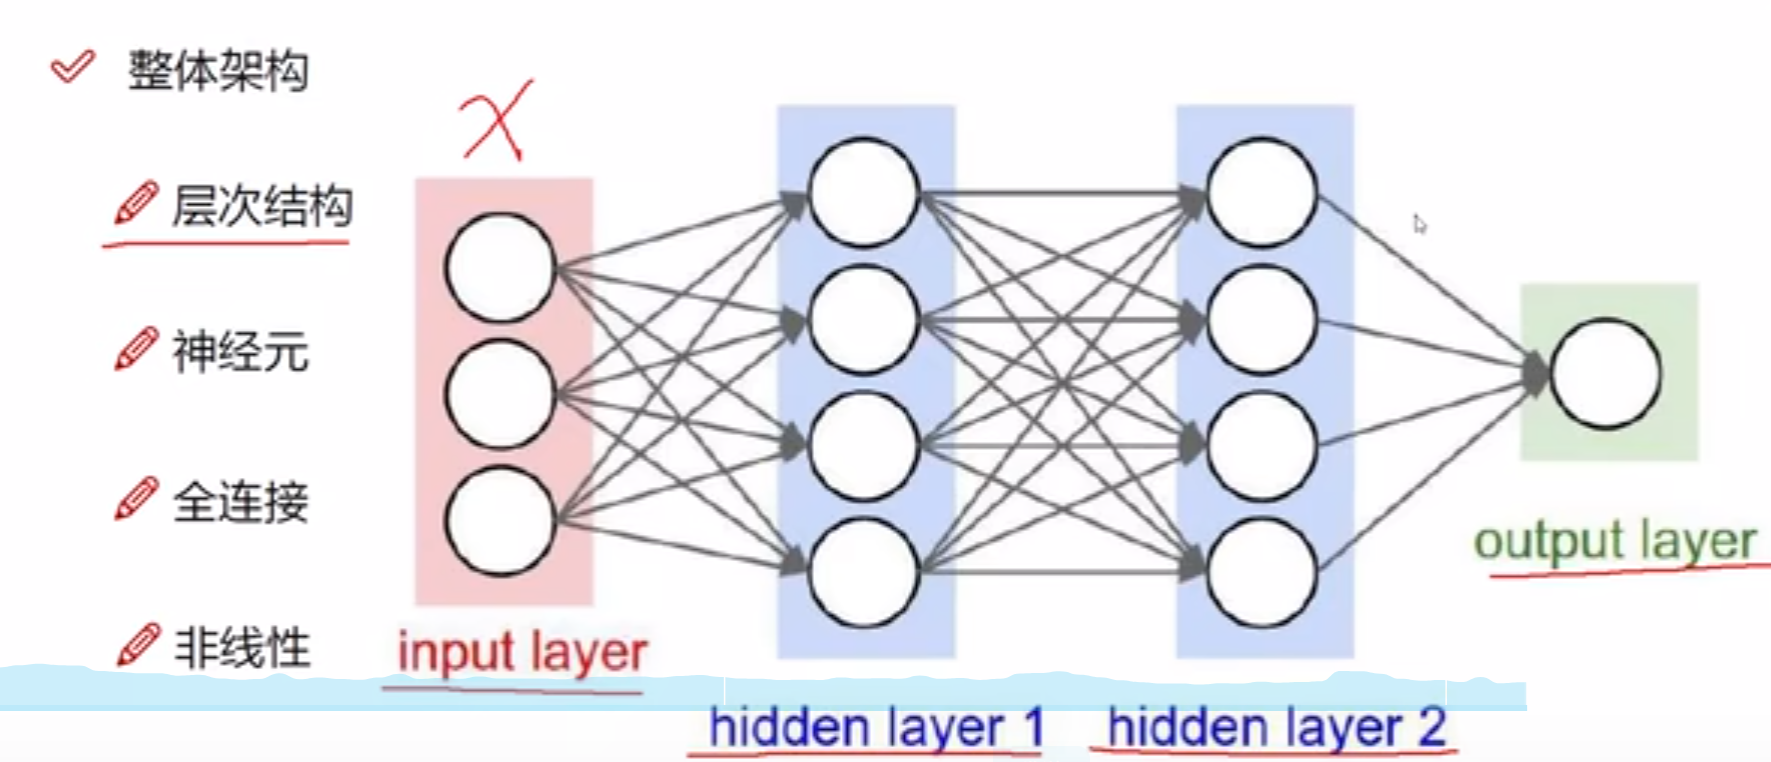 整体架构
x
层次结构
神经元
全连接
非线性
input layer
hidden layer 1
hidden layer 2
output layer